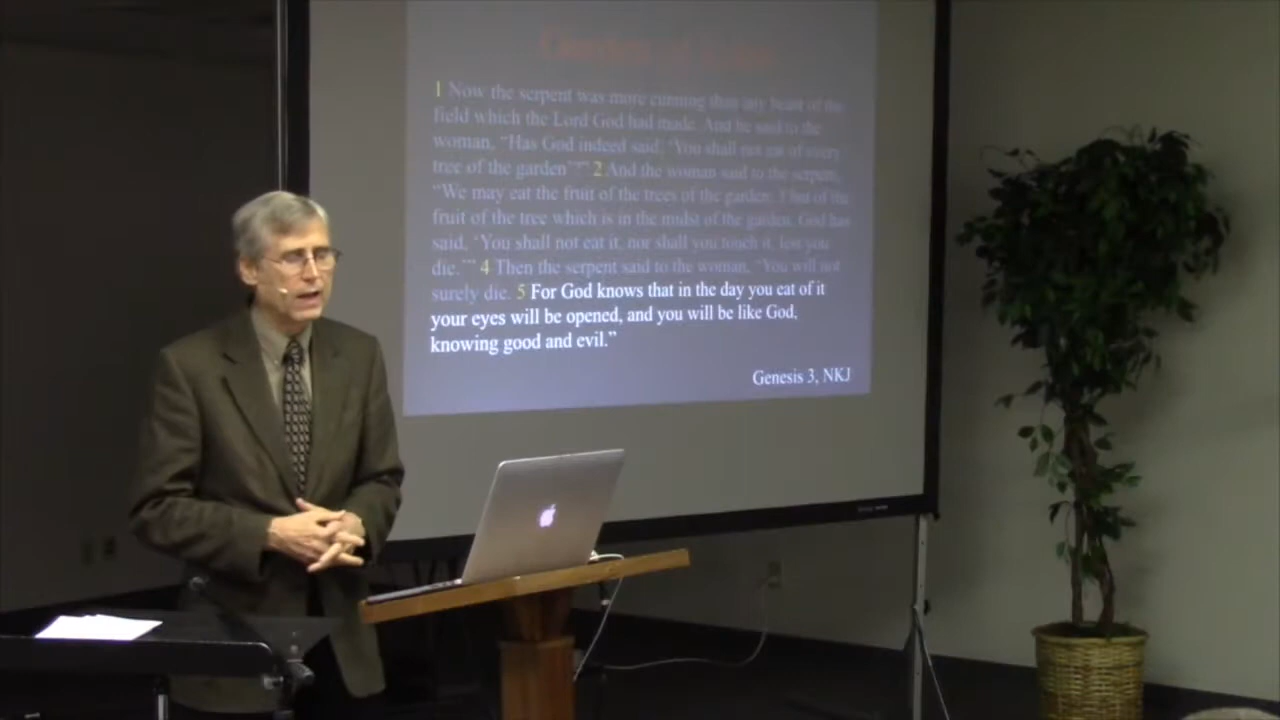 1 Now the serpent was more cunning than any beast of the
field which the Lord God had made. And he said to the
woman, “Has God indeed said, ‘You shall not eat of every
tree of the garden’?” 2 And the woman said to the serpent,
“We may eat the fruit of the trees of the garden; but of the
fruit of the tree which is in the midst of the garden, God has
said, ‘You shall not eat it, nor shall you touch it, lest you
die.’” 4 Then the serpent said to the woman, “You will not
surely die. 5 For God knows that in the day you eat of it
your eyes will be opened, and you will be like God,
knowing good and evil.”
Genesis 3, NKJ